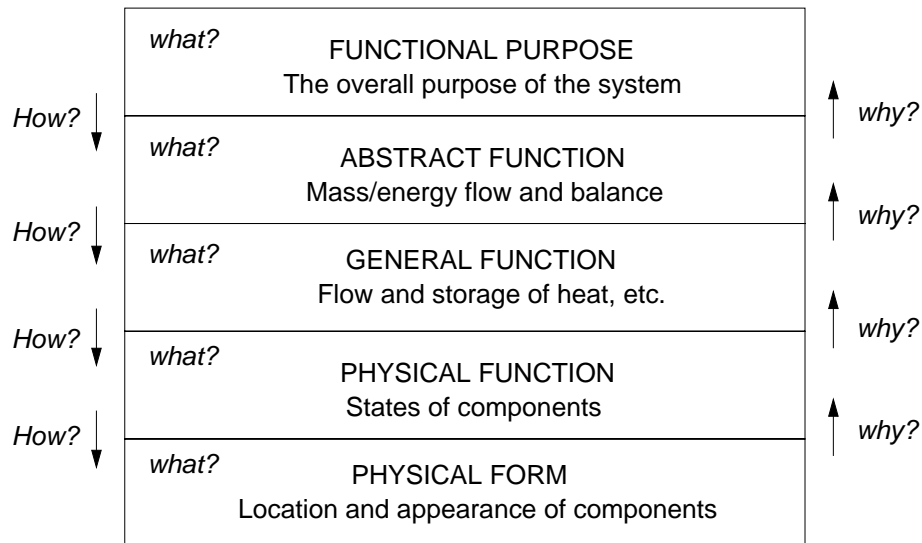 what?
FUNCTIONAL PURPOSE
The overall purpose of the system
How?
why?
what?
ABSTRACT FUNCTION
Mass/energy flow and balance
How?
why?
what?
GENERAL FUNCTION
Flow and storage of heat, etc.
How?
why?
what?
PHYSICAL FUNCTION
States of components
How?
why?
what?
PHYSICAL FORM
Location and appearance of components